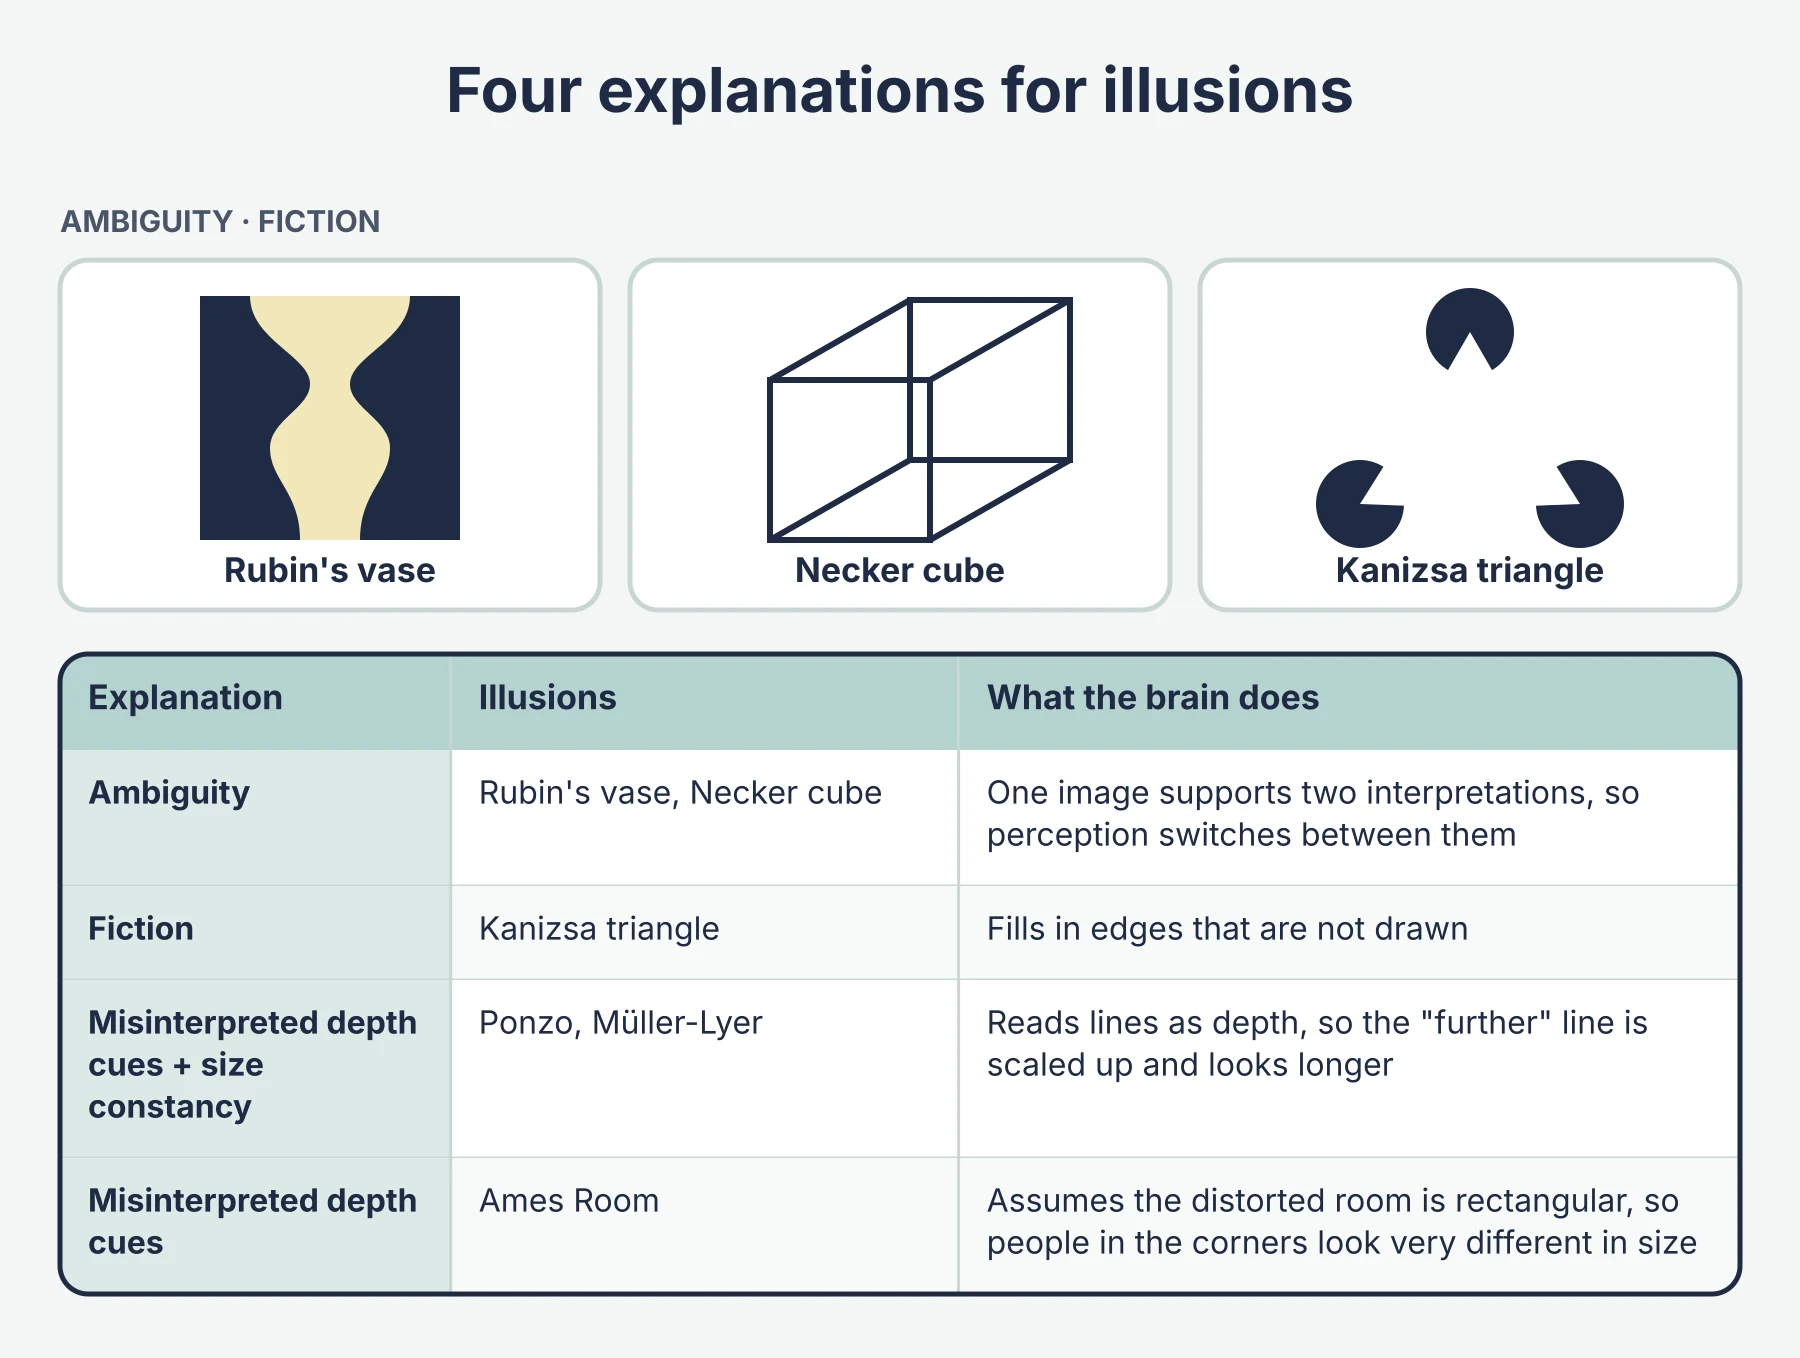 Four explanations for illusions
AMBIGUITY · FICTION
Rubin's vase
Necker cube
Kanizsa triangle
Explanation
Illusions
What the brain does
Ambiguity
Rubin's vase, Necker cube
One image supports two interpretations, so
perception switches between them
Fiction
Kanizsa triangle
Fills in edges that are not drawn
Misinterpreted depth
cues + size
constancy
Ponzo, Müller-Lyer
Reads lines as depth, so the "further" line is
scaled up and looks longer
Misinterpreted depth
cues
Ames Room
Assumes the distorted room is rectangular, so
people in the corners look very different in size